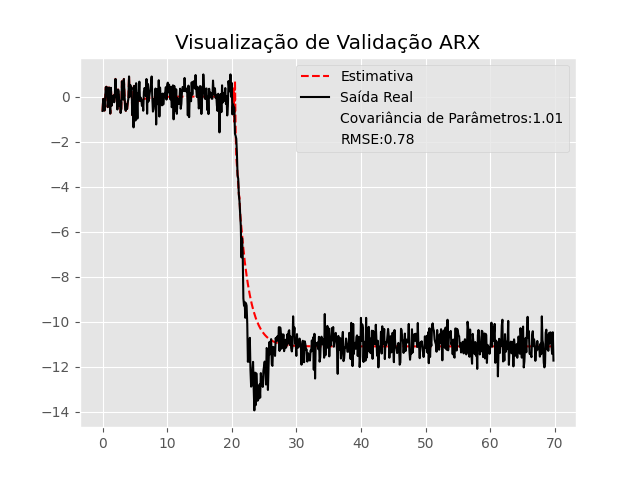 Visualização de Validação ARX
Estimativa
Saída Real
Covariância de Parâmetros:1.01
RMSE:0.78
0
−2
−4
−6
−8
−10
−12
−14
0 10 20 30 40 50 60 70